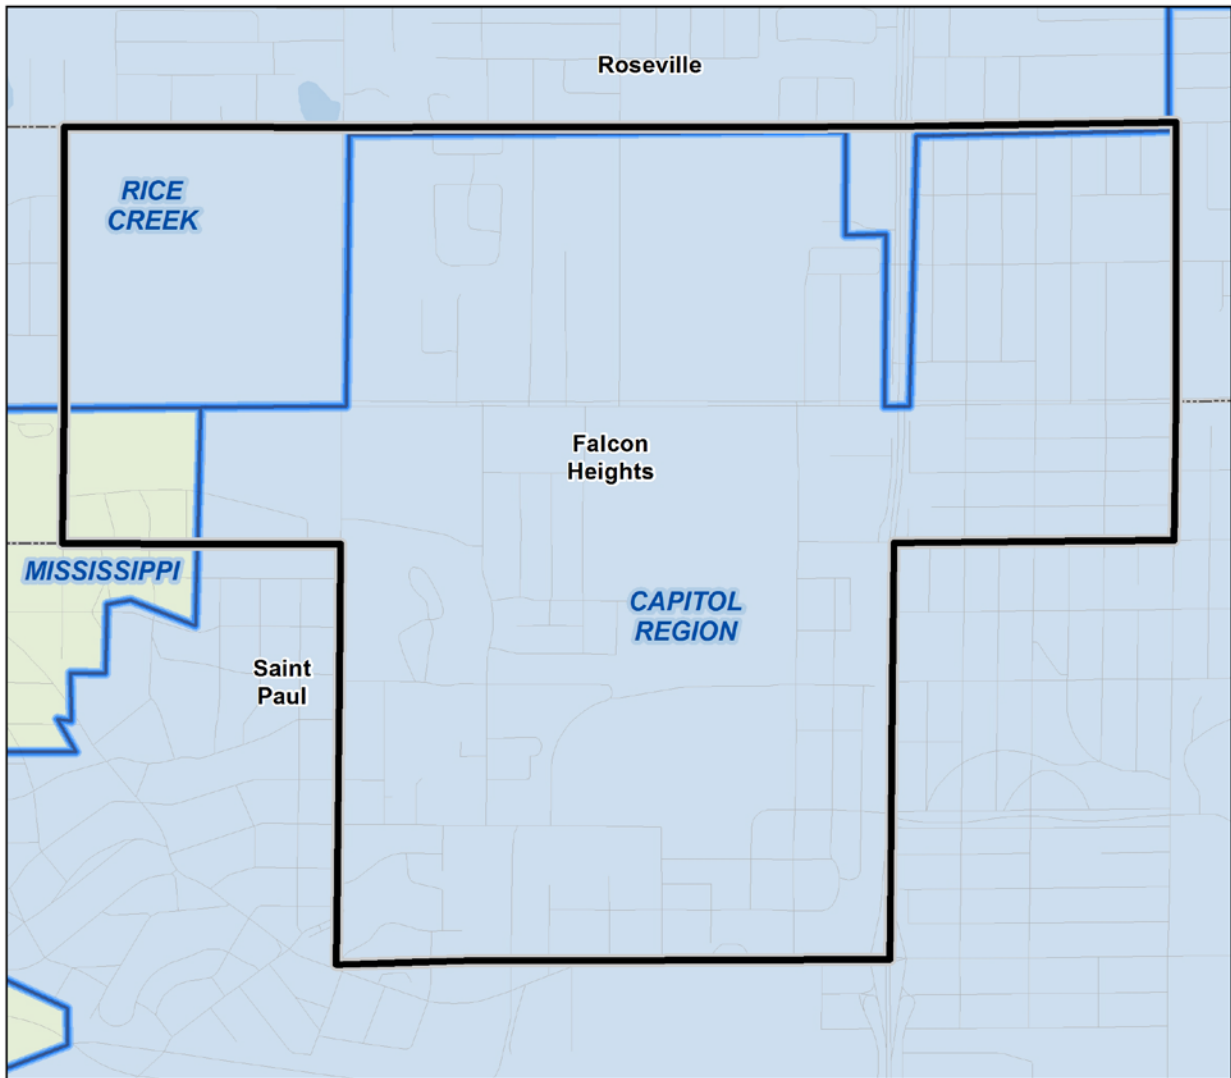 Roseville
RICE
CREEK
Falcon
Heights
MISSISSIPPI
CAPITOL
REGION
Saint
Paul